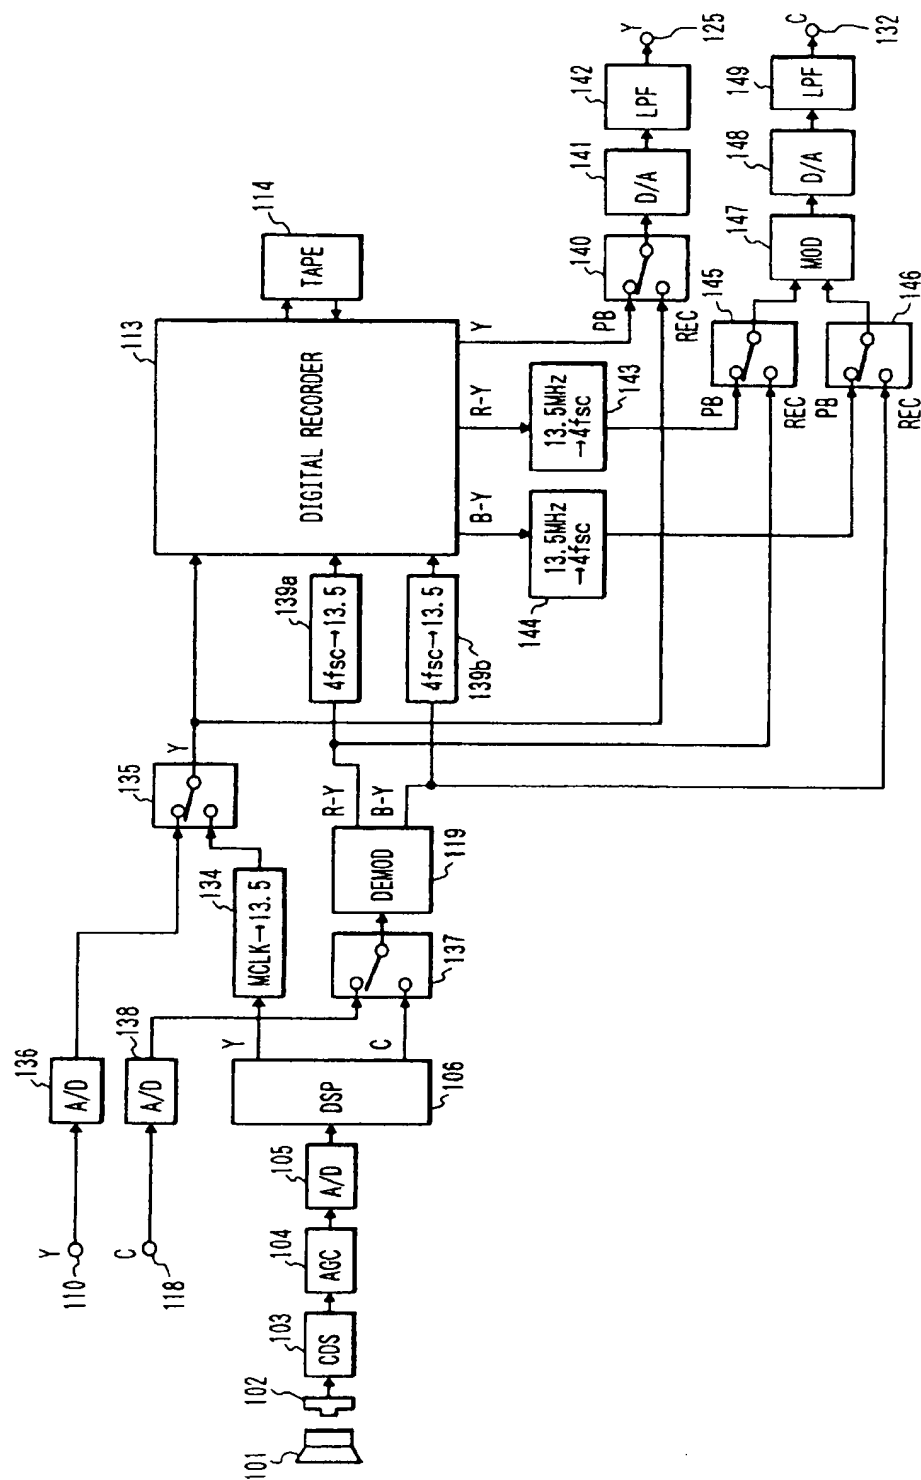 Y
110
C
118
136
A/D
138
A/D
101
102
103
CDS
104
AGC
105
A/D
106
DSP
Y
C
134
MCLK→13.5
135
Y
137
119
DEMOD
R-Y
B-Y
139a
4fsc→13.5
139b
4fsc→13.5
113
DIGITAL RECORDER
114
TAPE
Y
R-Y
B-Y
143
13.5MHz
→4fsc
144
13.5MHz
→4fsc
140
PB
REC
141
D/A
142
LPF
Y
125
145
PB
REC
146
PB
REC
147
MOD
148
D/A
149
LPF
C
132